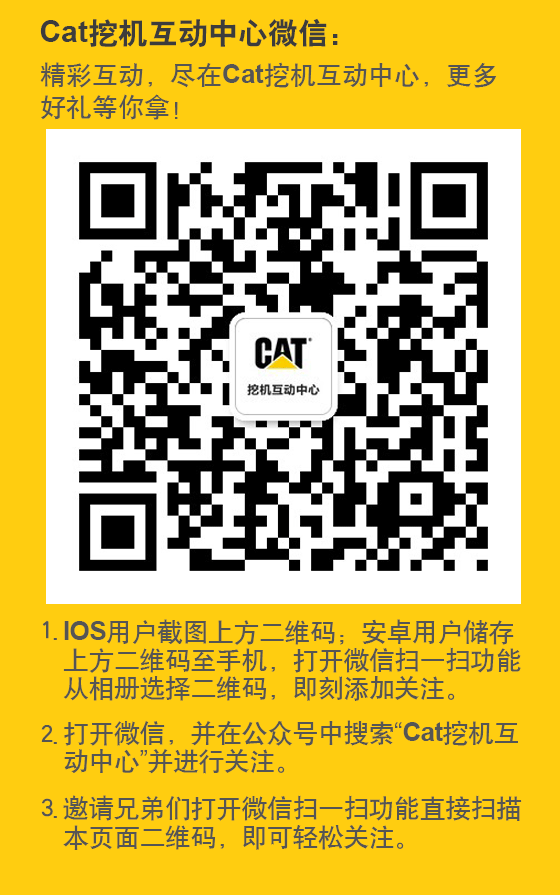 Cat挖机互动中心微信：
精彩互动，尽在Cat挖机互动中心，更多
好礼等你拿！
CAT
挖机互动中心
1. IOS用户截图上方二维码；安卓用户储存
上方二维码至手机，打开微信扫一扫功能
从相册选择二维码，即刻添加关注。
2. 打开微信，并在公众号中搜索“Cat挖机互
动中心”并进行关注。
3. 邀请兄弟们打开微信扫一扫功能直接扫描
本页面二维码，即可轻松关注。